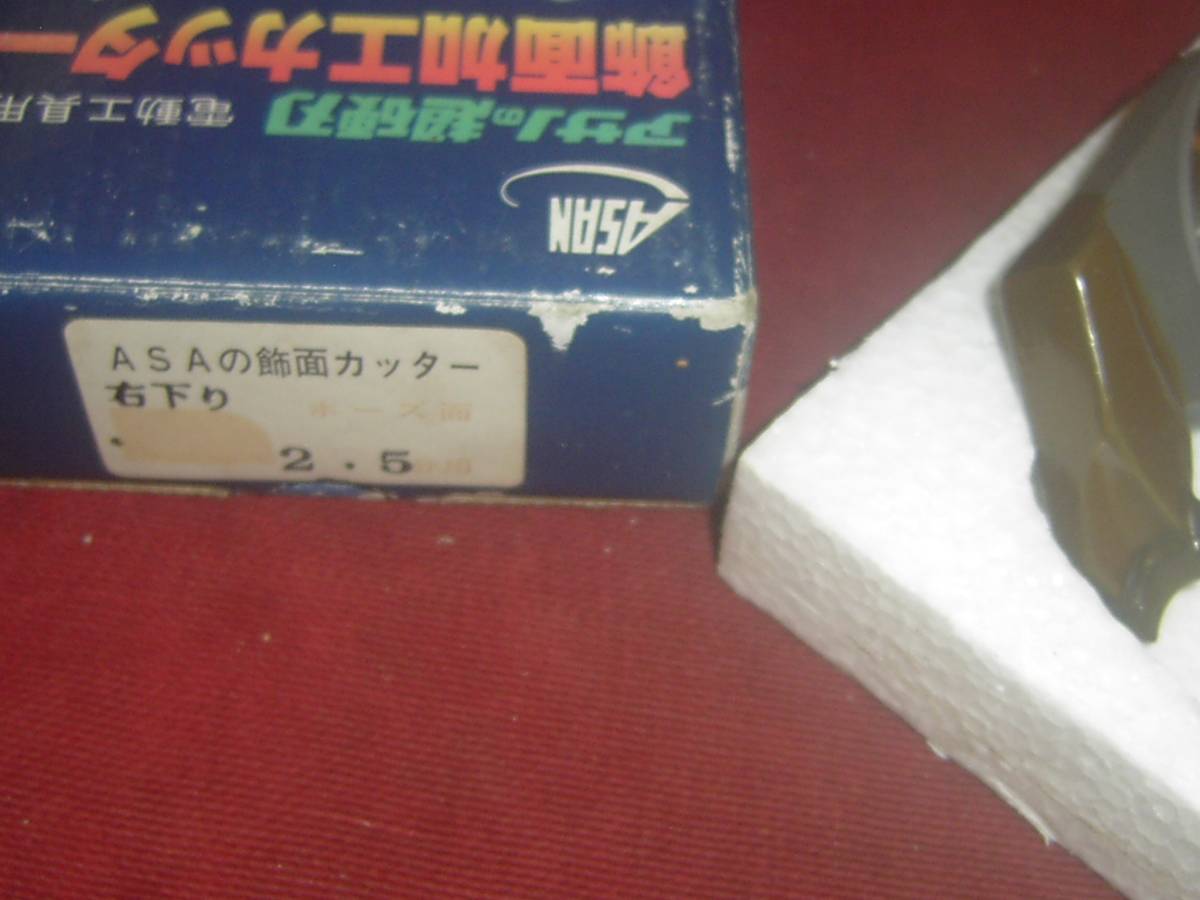 飾面加工カッター
アサノの超硬刃 電動工具用
ASAN
ASAの飾面カッター
右下り
ボーズ面
2.5